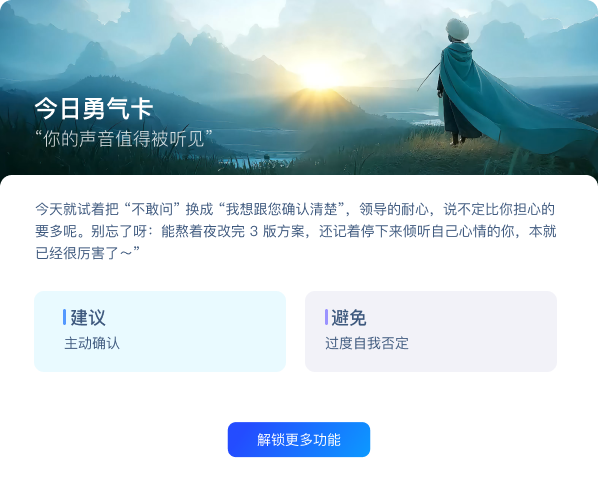 今日勇气卡
“你的声音值得被听见”
今天就试着把 “不敢问” 换成 “我想跟您确认清楚”，领导的耐心，说不定比你担心的
要多呢。别忘了呀：能熬着夜改完 3 版方案，还记着停下来倾听自己心情的你，本就
已经很厉害了～”
建议
避免
主动确认
过度自我否定
解锁更多功能